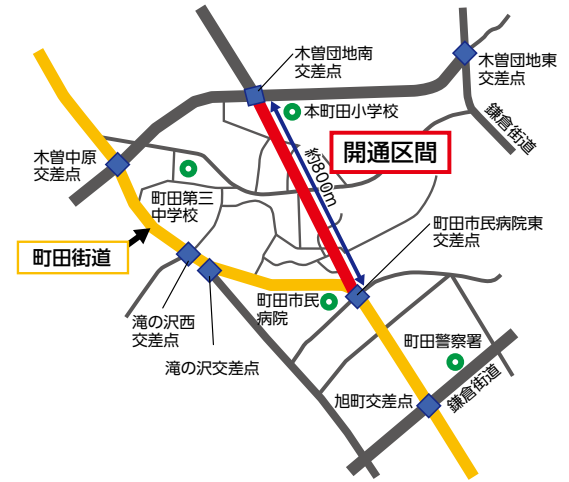 木曽団地南
交差点
木曽団地東
交差点
本町田小学校
鎌倉街道
開通区間
約800m
木曽中原
交差点
町田第三
中学校
町田市民病院東
交差点
町田街道
町田市民
病院
滝の沢西
交差点
滝の沢交差点
町田警察署
旭町交差点
鎌倉街道